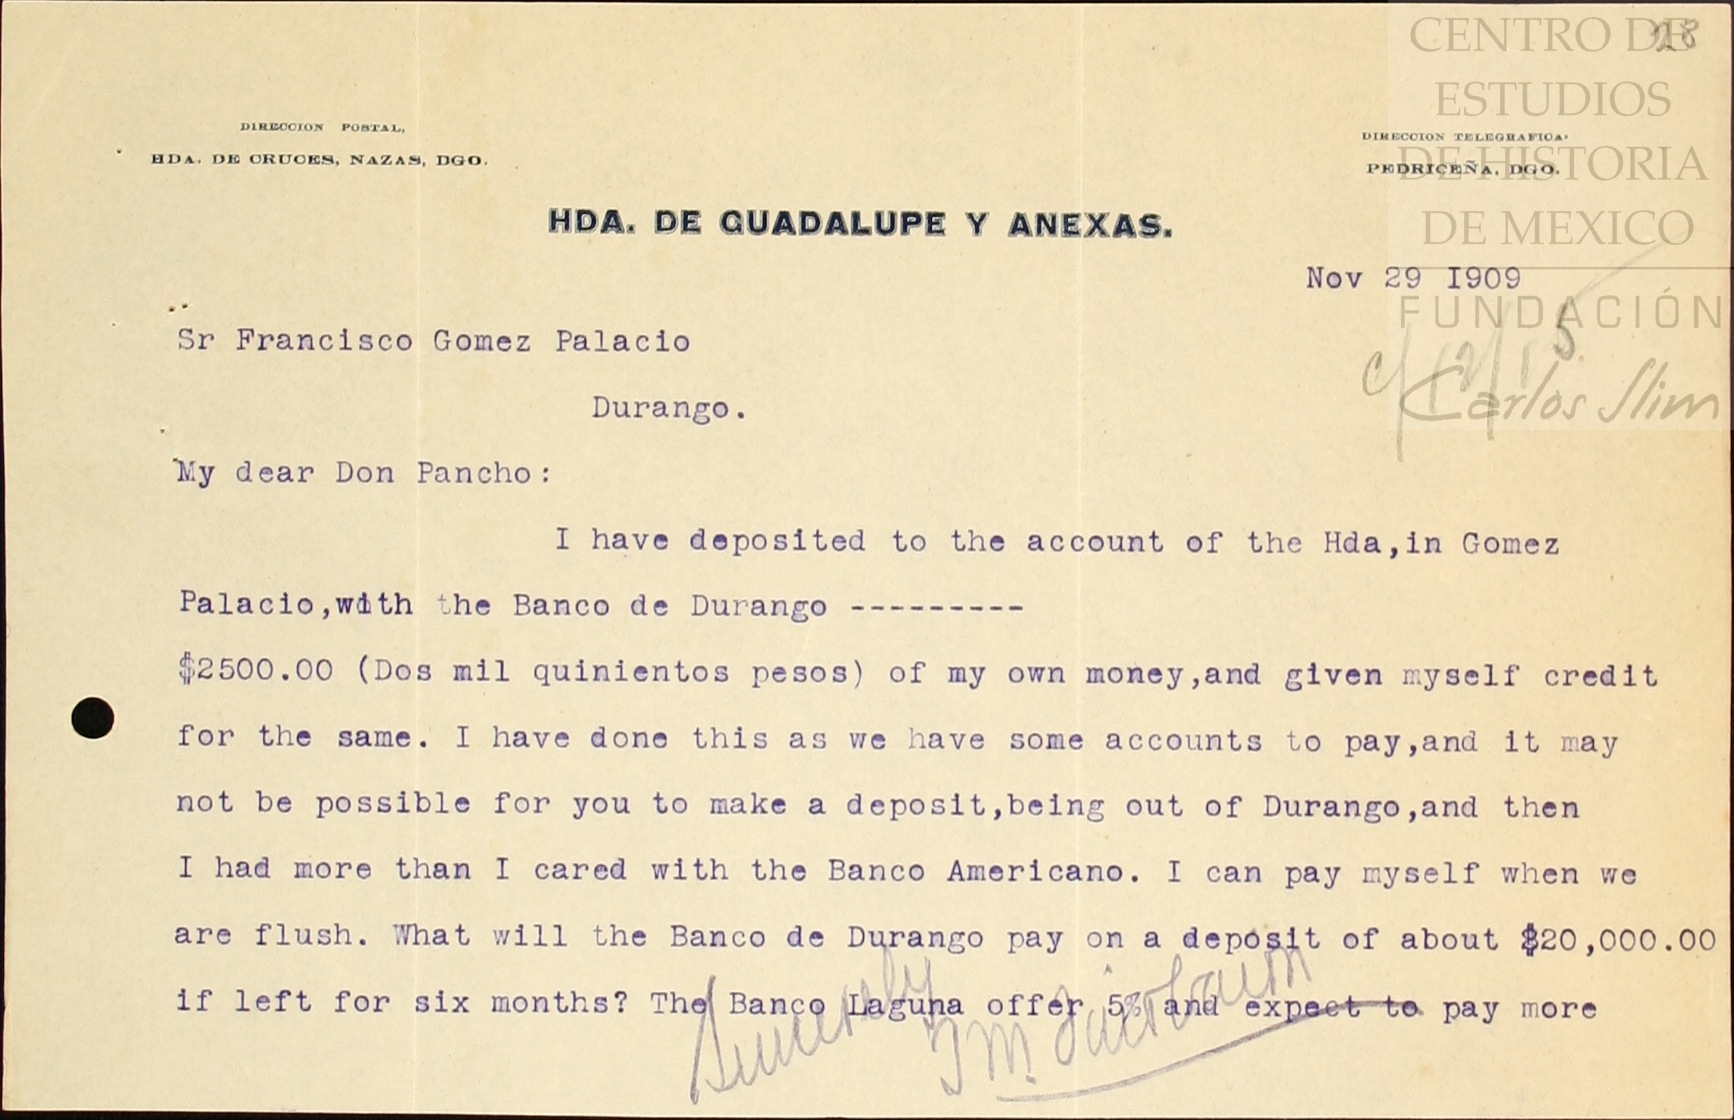 28
CENTRO DE
ESTUDIOS
DE HISTORIA
DE MEXICO
FUNDACIÓN
Carlos Slim
DIRECCION POSTAL,
HDA. DE CRUCES, NAZAS, DGO.
DIRECCION TELEGRAFICA·
PEDRICEÑA, DGO.
HDA. DE GUADALUPE Y ANEXAS.
Nov 29 I909
Sr Francisco Gomez Palacio
Durango.
My dear Don Pancho:
I have deposited to the account of the Hda,in Gomez
Palacio,with the Banco de Durango ---------
$2500.00 (Dos mil quinientos pesos) of my own money,and given myself credit
for the same. I have done this as we have some accounts to pay,and it may
not be possible for you to make a deposit,being out of Durango,and then
I had more than I cared with the Banco Americano. I can pay myself when we
are flush. What will the Banco de Durango pay on a deposit of about $20,000.00
if left for six months? The Banco Laguna offer 5% and expect to pay more
Sincerely